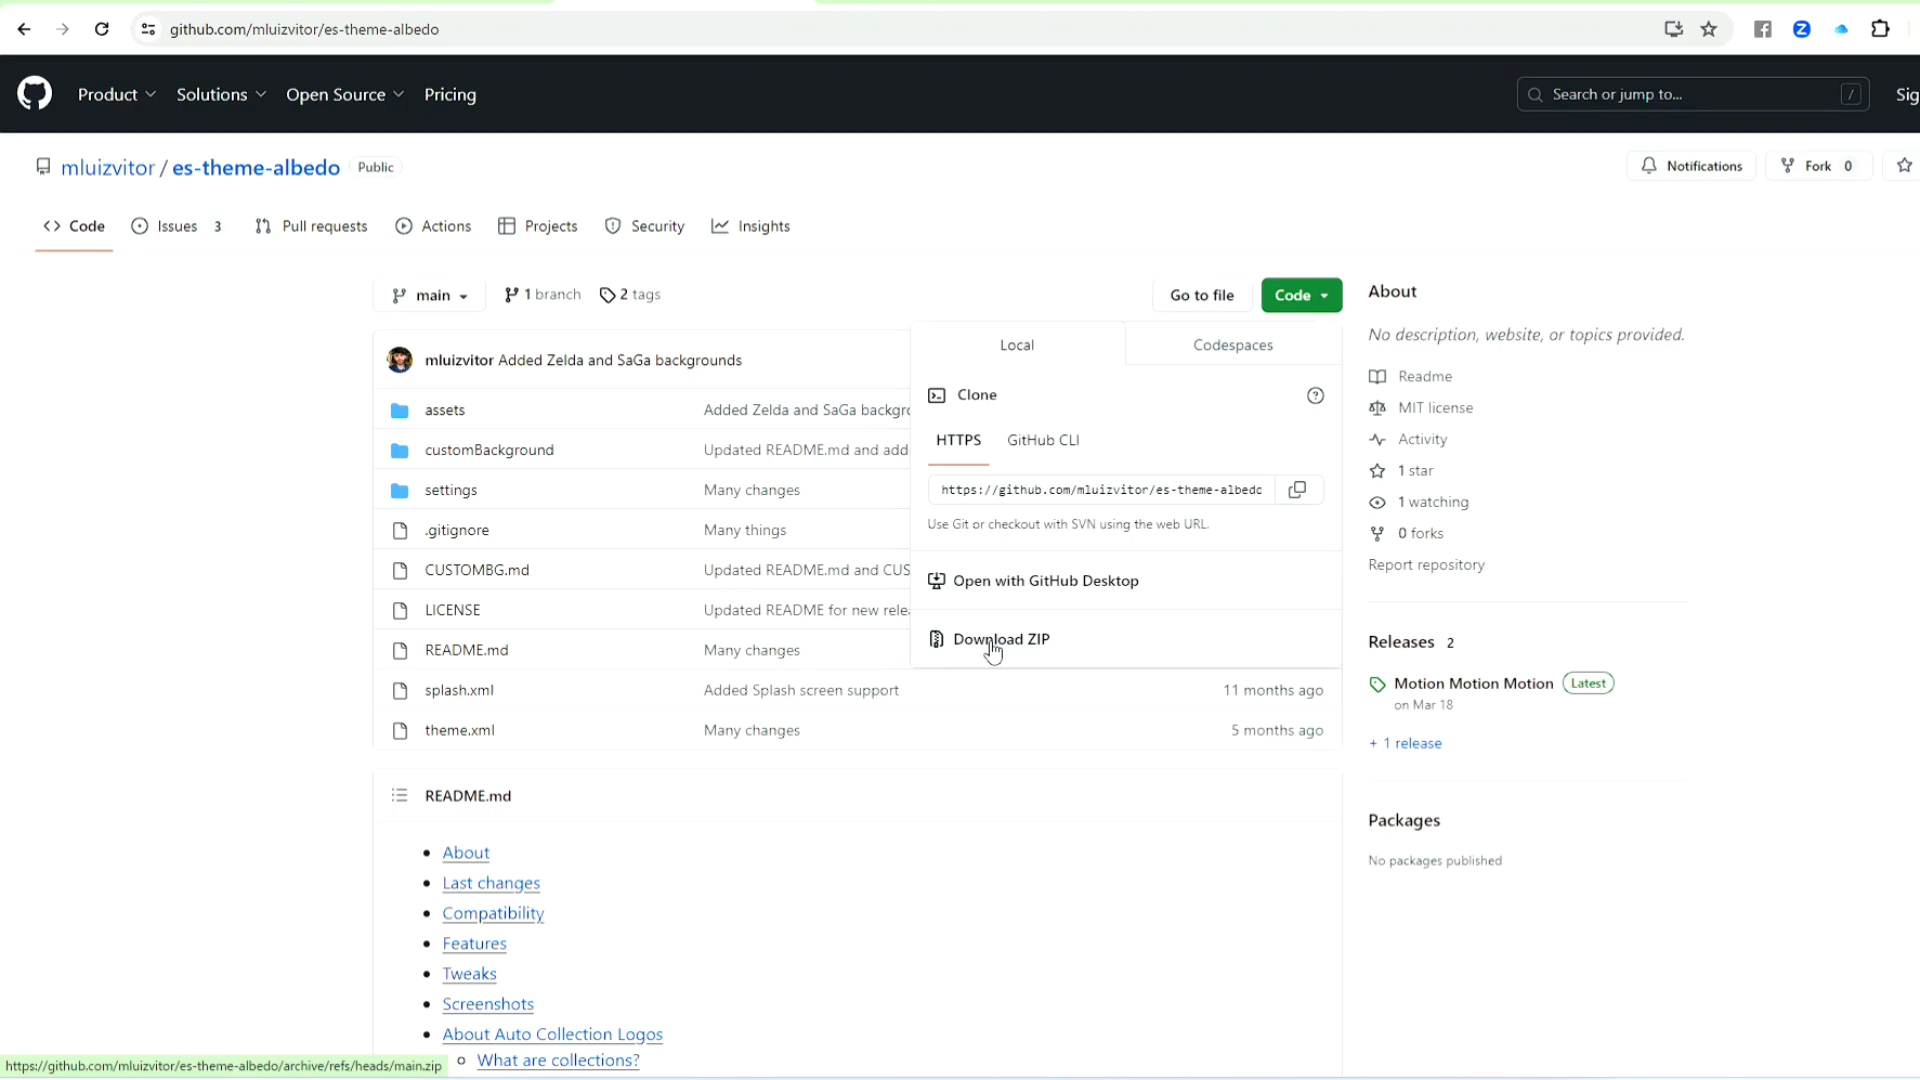 github.com/mluizvitor/es-theme-albedo
Product Solutions Open Source Pricing
Search or jump to... /
Sig
mluizvitor / es-theme-albedo Public
Notifications Fork 0
Code Issues 3 Pull requests Actions Projects Security Insights
main 1 branch 2 tags Go to file Code
mluizvitor Added Zelda and SaGa backgrounds
assets Added Zelda and SaGa backgro
customBackground Updated README.md and add
settings Many changes
.gitignore Many things
CUSTOMBG.md Updated README.md and CUS
LICENSE Updated README for new rele
README.md Many changes
splash.xml Added Splash screen support 11 months ago
theme.xml Many changes 5 months ago
Local Codespaces
Clone
HTTPS GitHub CLI
https://github.com/mluizvitor/es-theme-albedo
Use Git or checkout with SVN using the web URL.
Open with GitHub Desktop
Download ZIP
README.md
About
Last changes
Compatibility
Features
Tweaks
Screenshots
About Auto Collection Logos
What are collections?
About
No description, website, or topics provided.
Readme
MIT license
Activity
1 star
1 watching
0 forks
Report repository
Releases 2
Motion Motion Motion Latest
on Mar 18
+ 1 release
Packages
No packages published
https://github.com/mluizvitor/es-theme-albedo/archive/refs/heads/main.zip